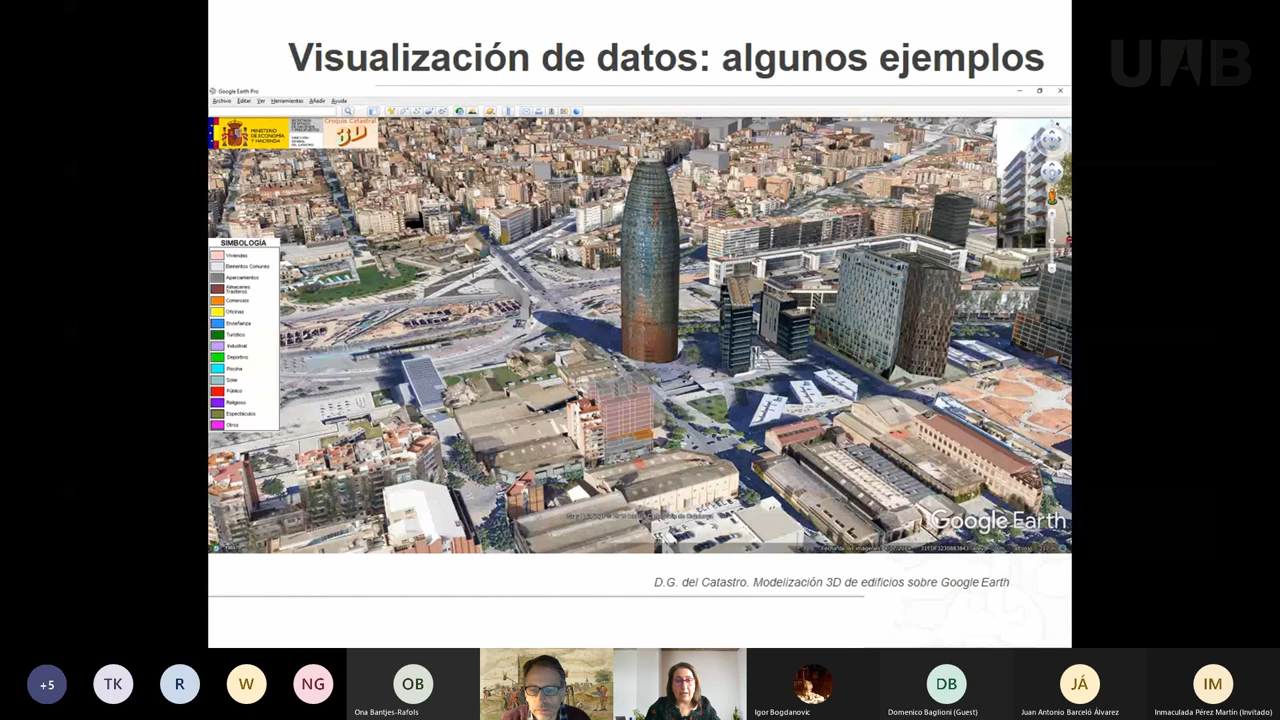 Visualización de datos: algunos ejemplos
UAB
Google Earth Pro
Archivo Editar Ver Herramientas Añadir Ayuda
MINISTERIO
DE ECONOMÍA
Y HACIENDA
Croquis Catastral
3D
SIMBOLOGÍA
Viviendas
Elementos Comunes
Aparcamientos
Almacenes
Trasteros
Comercios
Oficinas
Enseñanza
Turístico
Industrial
Deportivo
Piscina
Solar
Público
Religioso
Espectáculos
Otros
Google Earth
D.G. del Catastro. Modelización 3D de edificios sobre Google Earth
+5
TK
R
W
NG
OB
DB
JÁ
IM
Ona Bantjes-Rafols
Igor Bogdanovic
Domenico Baglioni (Guest)
Juan Antonio Barceló Álvarez
Inmaculada Pérez Martín (Invitado)